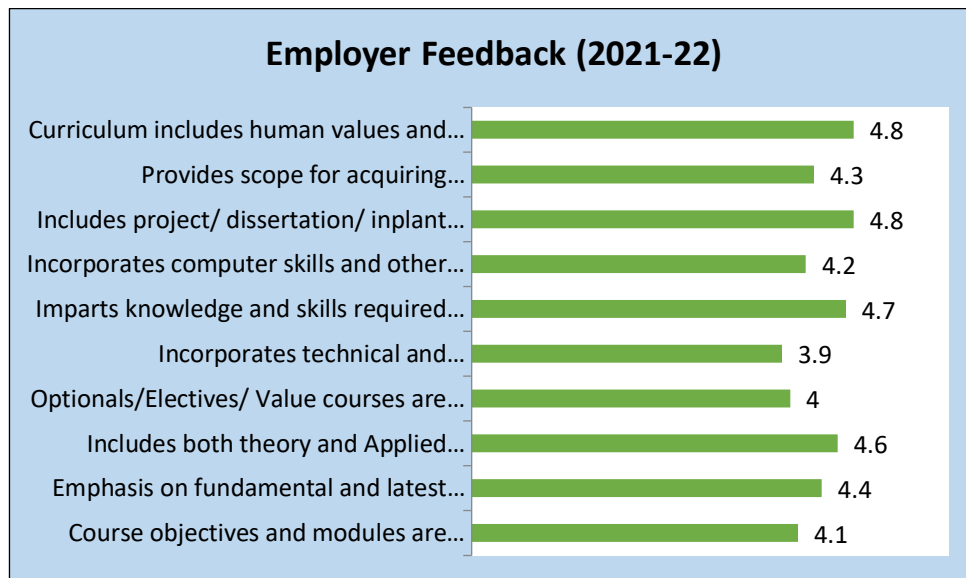 Employer Feedback (2021-22)
Curriculum includes human values and... 4.8
Provides scope for acquiring... 4.3
Includes project/ dissertation/ inplant... 4.8
Incorporates computer skills and other... 4.2
Imparts knowledge and skills required... 4.7
Incorporates technical and... 3.9
Optionals/Electives/ Value courses are... 4
Includes both theory and Applied... 4.6
Emphasis on fundamental and latest... 4.4
Course objectives and modules are... 4.1